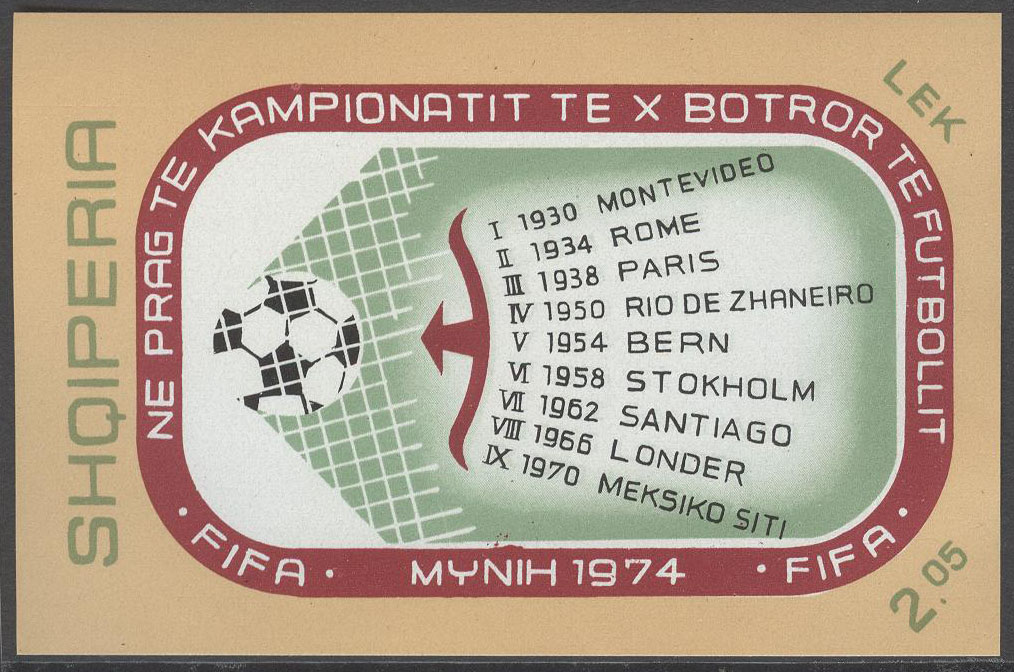 SHQIPERIA
NE PRAG TE KAMPIONATIT TE X BOTROR TE FUTBOLLIT
LEK
I 1930 MONTEVIDEO
II 1934 ROME
III 1938 PARIS
IV 1950 RIO DE ZHANEIRO
V 1954 BERN
VI 1958 STOKHOLM
VII 1962 SANTIAGO
VIII 1966 LONDER
IX 1970 MEKSIKO SITI
• FIFA • MYNIH 1974 • FIFA •
2.05